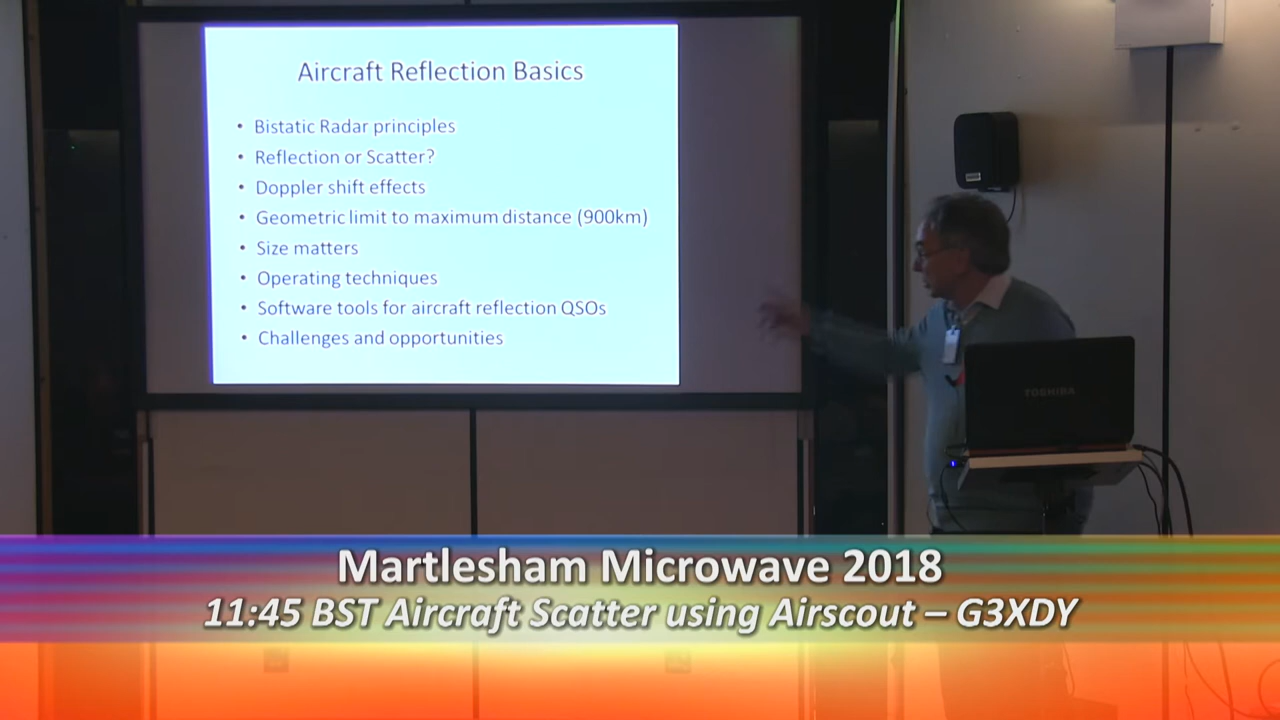 Aircraft Reflection Basics
• Bistatic Radar principles
• Reflection or Scatter?
• Doppler shift effects
• Geometric limit to maximum distance (900km)
• Size matters
• Operating techniques
• Software tools for aircraft reflection QSOs
• Challenges and opportunities
TOSHIBA
Martlesham Microwave 2018
11:45 BST Aircraft Scatter using Airscout – G3XDY